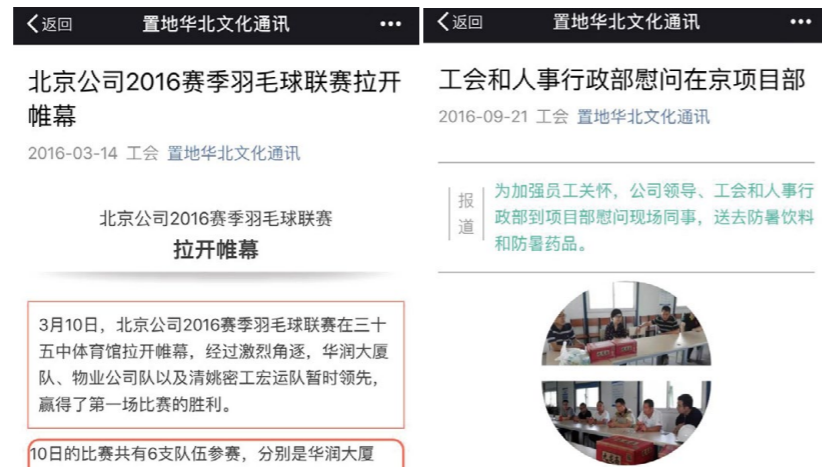 返回
置地华北文化通讯
北京公司2016赛季羽毛球联赛拉开
帷幕
2016-03-14 工会 置地华北文化通讯
北京公司2016赛季羽毛球联赛
拉开帷幕
3月10日，北京公司2016赛季羽毛球联赛在三十
五中体育馆拉开帷幕，经过激烈角逐，华润大厦
队、物业公司队以及清姚密工宏运队暂时领先，
赢得了第一场比赛的胜利。
10日的比赛共有6支队伍参赛，分别是华润大厦
返回
置地华北文化通讯
工会和人事行政部慰问在京项目部
2016-09-21 工会 置地华北文化通讯
报道
为加强员工关怀，公司领导、工会和人事行
政部到项目部慰问现场同事，送去防暑饮料
和防暑药品。